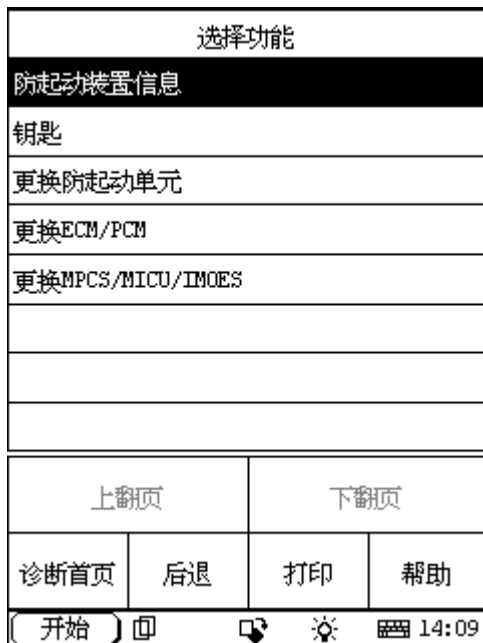 选择功能
防起动装置信息
钥匙
更换防起动单元
更换ECM/PCM
更换MPCS/MICU/IMOES
上翻页 下翻页
诊断首页 后退 打印 帮助
开始 14:09